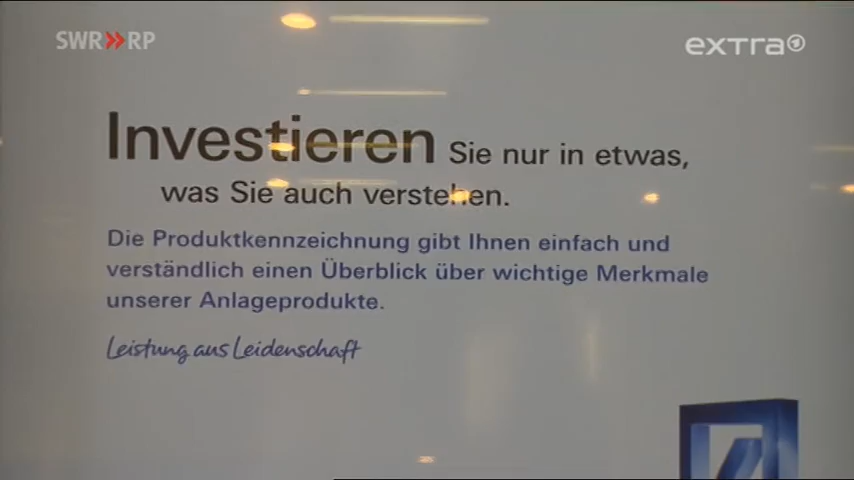 SWR»RP
extra
Investieren Sie nur in etwas,
was Sie auch verstehen.
Die Produktkennzeichnung gibt Ihnen einfach und
verständlich einen Überblick über wichtige Merkmale
unserer Anlageprodukte.
Leistung aus Leidenschaft